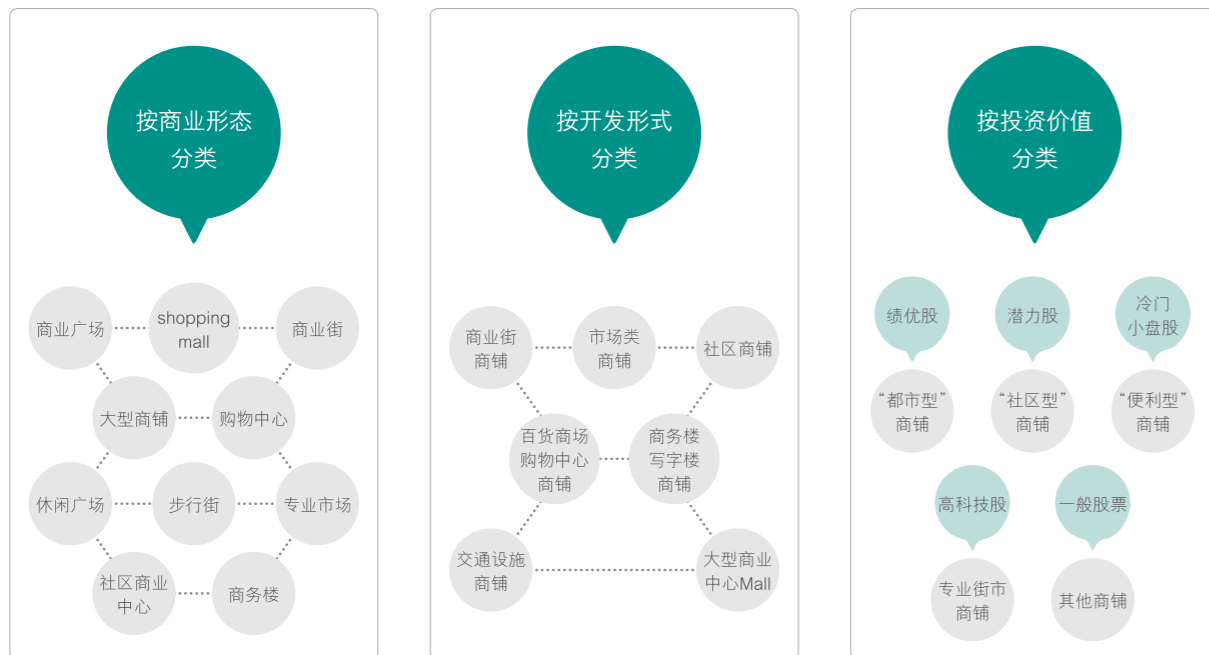 按商业形态
分类
商业广场
shopping
mall
商业街
大型商铺
购物中心
休闲广场
步行街
专业市场
社区商业
中心
商务楼
按开发形式
分类
商业街
商铺
市场类
商铺
社区商铺
百货商场
购物中心
商铺
商务楼
写字楼
商铺
交通设施
商铺
大型商业
中心Mall
按投资价值
分类
绩优股
“都市型”
商铺
潜力股
“社区型”
商铺
冷门
小盘股
“便利型”
商铺
高科技股
专业街市
商铺
一般股票
其他商铺